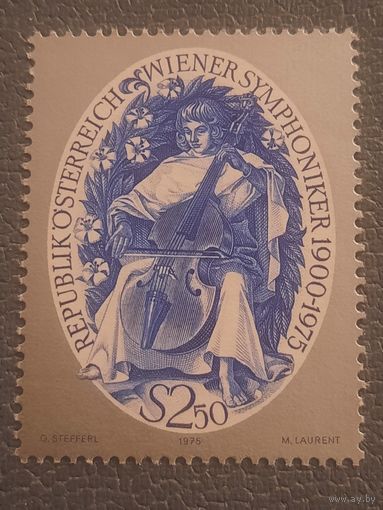 REPUBLIK ÖSTERREICH
WIENER SYMPHONIKER 1900-1975
S2,50
O. STEFFERL
1975
M. LAURENT
www.ay.by